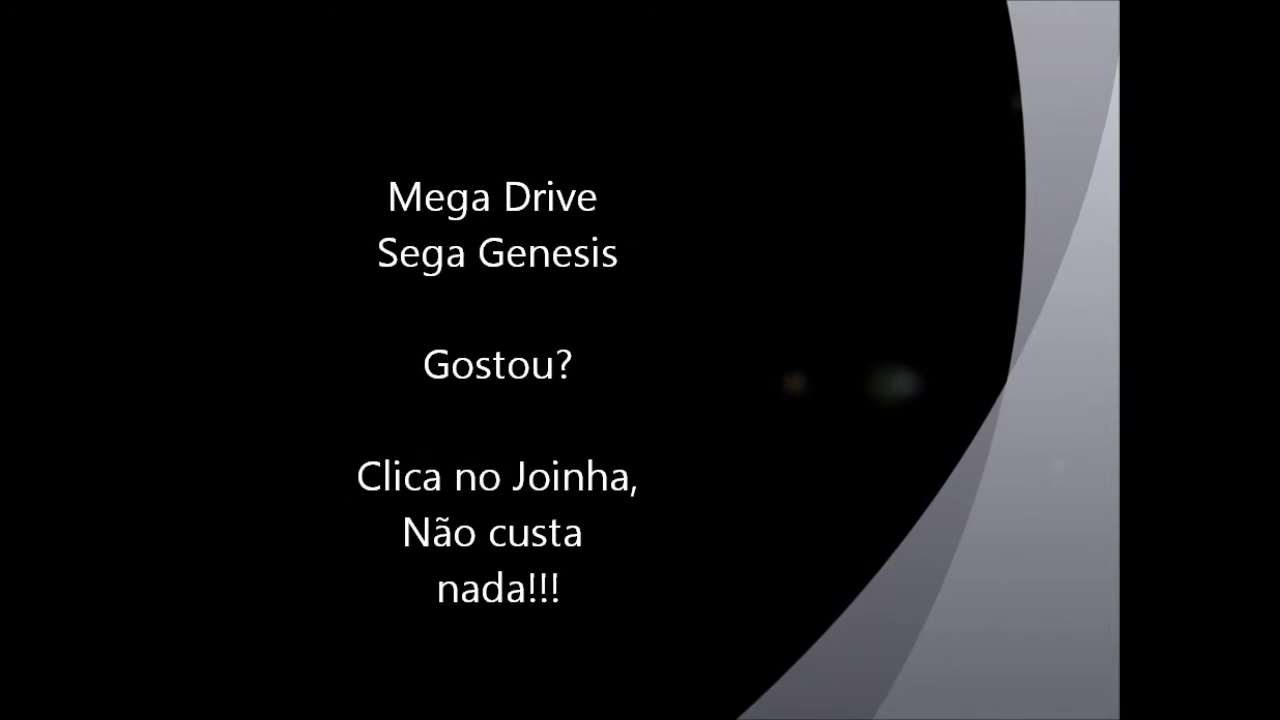 Mega Drive
Sega Genesis
Gostou?
Clica no Joinha,
Não custa
nada!!!